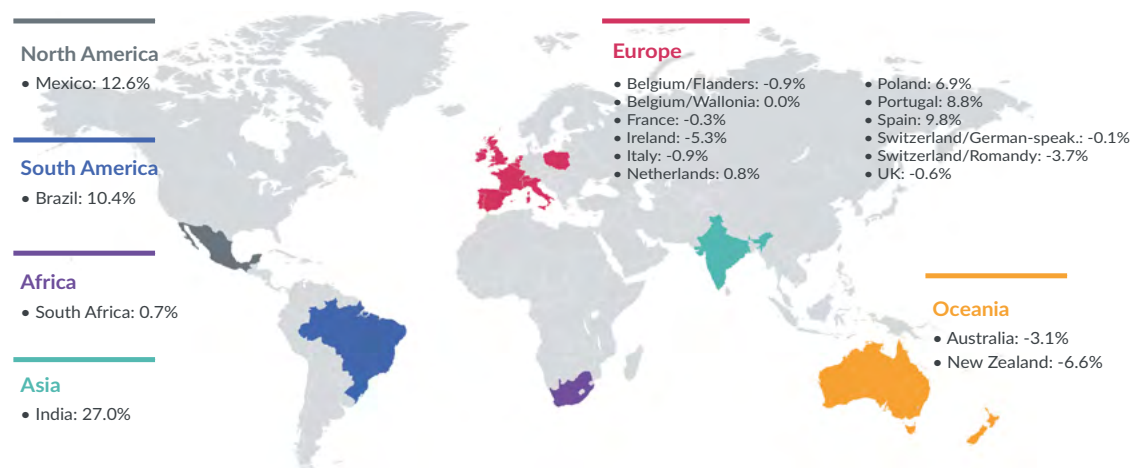 North America
• Mexico: 12.6%
South America
• Brazil: 10.4%
Africa
• South Africa: 0.7%
Asia
• India: 27.0%
Europe
• Belgium/Flanders: -0.9%
• Belgium/Wallonia: 0.0%
• France: -0.3%
• Ireland: -5.3%
• Italy: -0.9%
• Netherlands: 0.8%
• Poland: 6.9%
• Portugal: 8.8%
• Spain: 9.8%
• Switzerland/German-speak.: -0.1%
• Switzerland/Romandy: -3.7%
• UK: -0.6%
Oceania
• Australia: -3.1%
• New Zealand: -6.6%